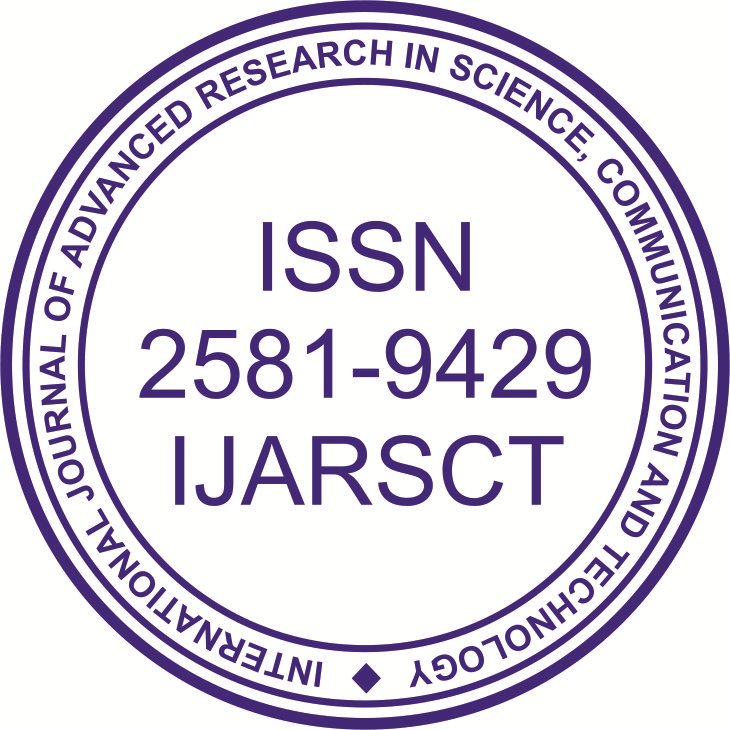 INTERNATIONAL JOURNAL OF ADVANCED RESEARCH IN SCIENCE, COMMUNICATION AND TECHNOLOGY
ISSN
2581-9429
IJARSCT